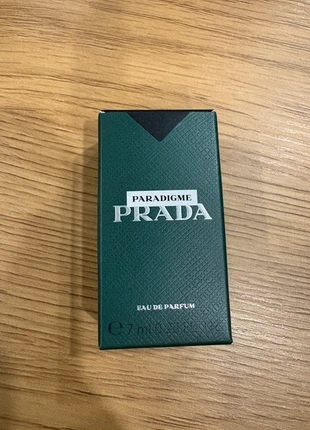 PARADIGME
PRADA
EAU DE PARFUM
℮ 7 ml